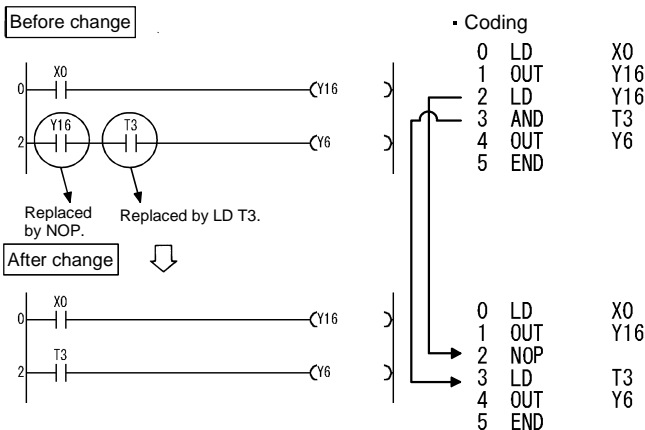 Before change
▪ Coding
0 LD X0
1 OUT Y16
2 LD Y16
3 AND T3
4 OUT Y6
5 END
X0
0 Y16
Y16 T3
2 Y6
Replaced by NOP.
Replaced by LD T3.
After change
X0
0 Y16
T3
2 Y6
0 LD X0
1 OUT Y16
2 NOP
3 LD T3
4 OUT Y6
5 END